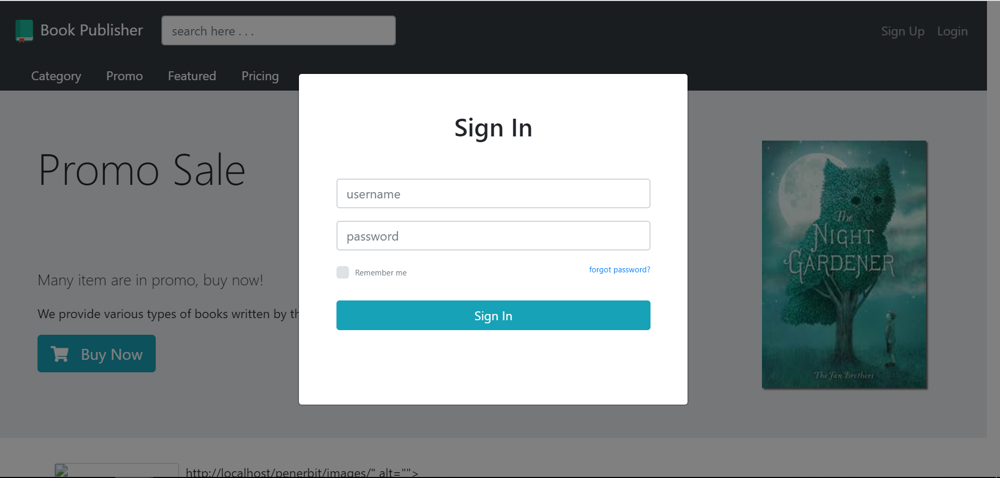 Book Publisher
search here . . .
Sign Up
Login
Category
Promo
Featured
Pricing
Sign In
username
password
Remember me
forgot password?
Sign In
Promo Sale
Many item are in promo, buy now!
We provide various types of books written by th
Buy Now
The
NIGHT
GARDENER
The Fan Brothers
http://localhost/penerbit/images/" alt="">